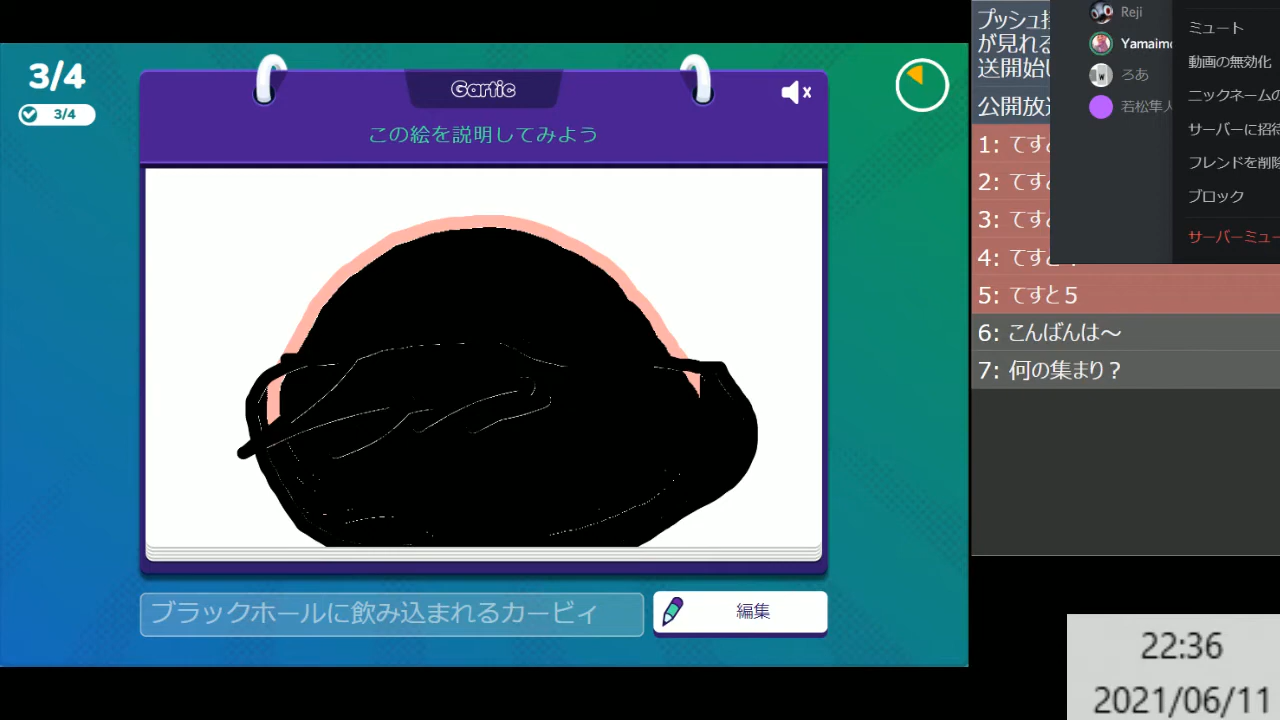 3/4
3/4
Gartic
この絵を説明してみよう
ブラックホールに飲み込まれるカービィ
編集
プッシュ
が見れる
送開始
公開放
1: てす
2: てす
3: てす
4: てすと
5: てすと5
6: こんばんは～
7: 何の集まり？
Reji
Yamaim
ろあ
若松隼人
ミュート
動画の無効化
ニックネームの
サーバーに招待
フレンドを削除
ブロック
サーバーミュー
22:36
2021/06/11